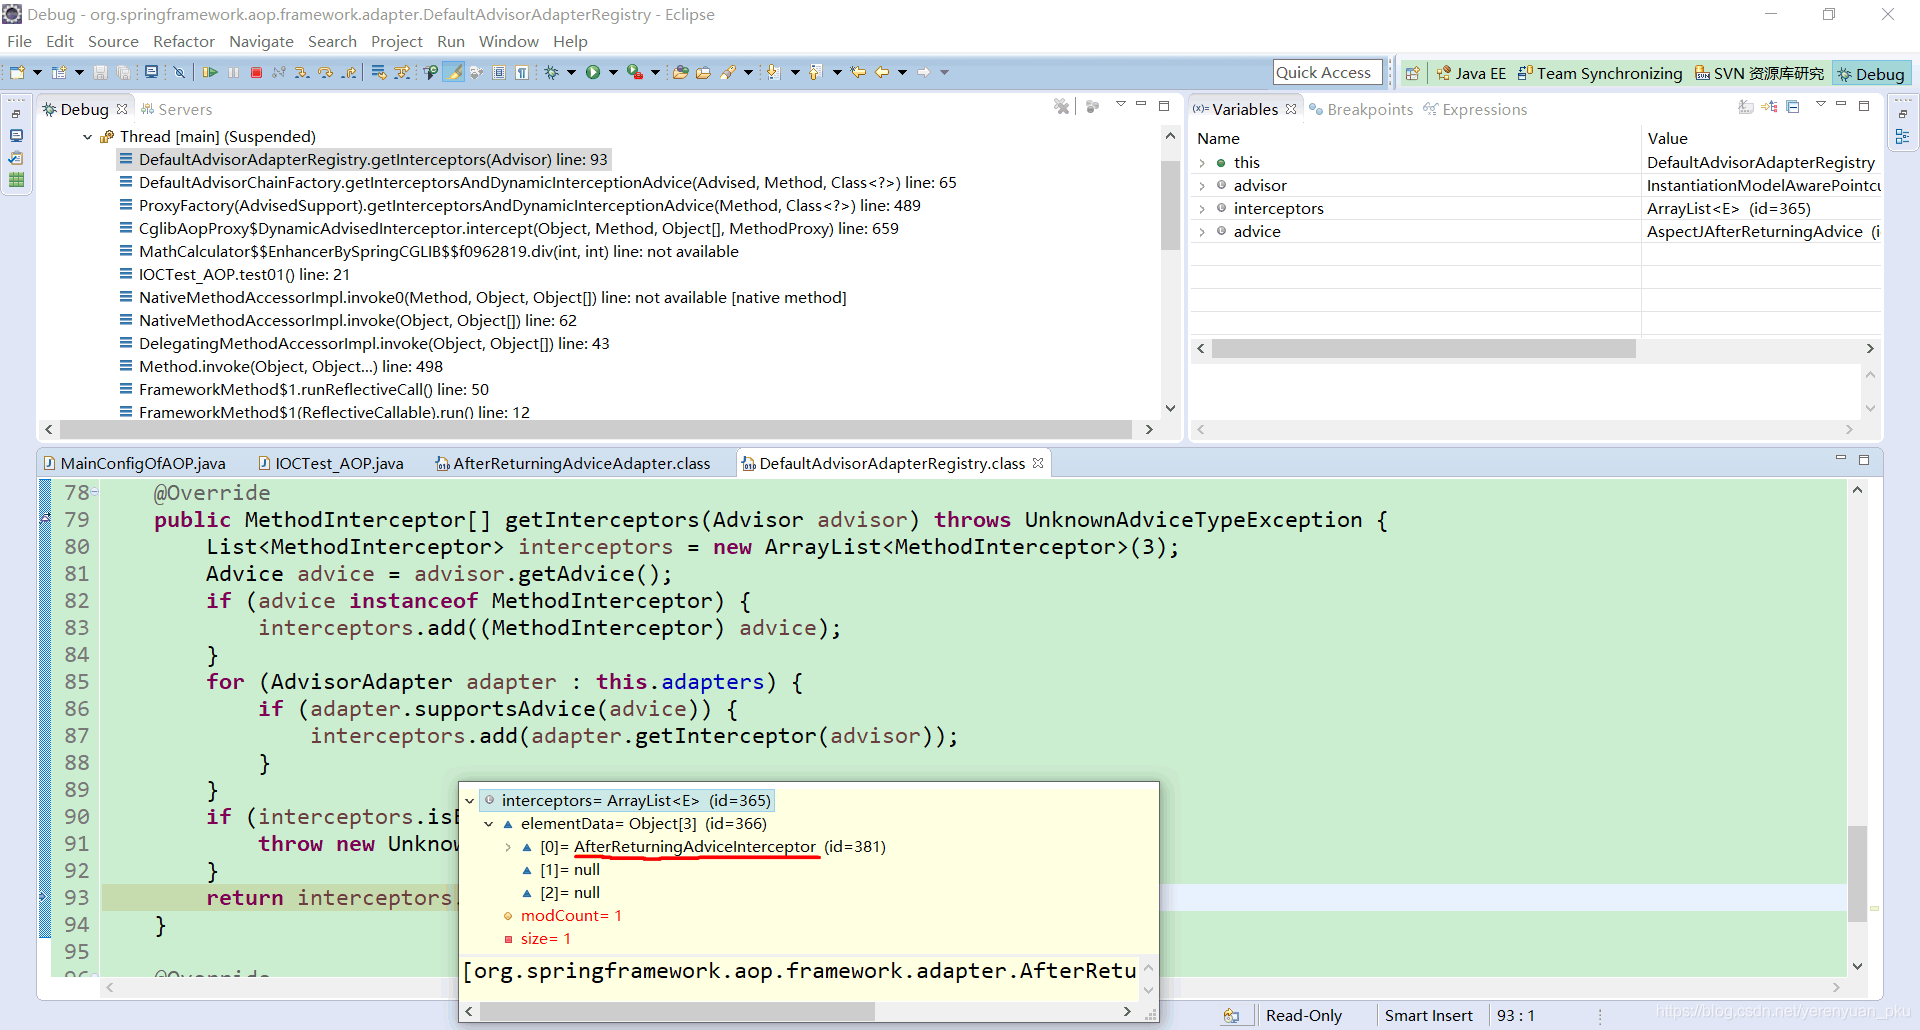 Debug - org.springframework.aop.framework.adapter.DefaultAdvisorAdapterRegistry - Eclipse
File Edit Source Refactor Navigate Search Project Run Window Help
Quick Access Java EE Team Synchronizing SVN 资源库研究 Debug
Debug Servers
Thread [main] (Suspended)
DefaultAdvisorAdapterRegistry.getInterceptors(Advisor) line: 93
DefaultAdvisorChainFactory.getInterceptorsAndDynamicInterceptionAdvice(Advised, Method, Class<?>) line: 65
ProxyFactory(AdvisedSupport).getInterceptorsAndDynamicInterceptionAdvice(Method, Class<?>) line: 489
CglibAopProxy$DynamicAdvisedInterceptor.intercept(Object, Method, Object[], MethodProxy) line: 659
MathCalculator$$EnhancerBySpringCGLIB$$f0962819.div(int, int) line: not available
IOCTest_AOP.test01() line: 21
NativeMethodAccessorImpl.invoke0(Method, Object, Object[]) line: not available [native method]
NativeMethodAccessorImpl.invoke(Object, Object[]) line: 62
DelegatingMethodAccessorImpl.invoke(Object, Object[]) line: 43
Method.invoke(Object, Object...) line: 498
FrameworkMethod$1.runReflectiveCall() line: 50
FrameworkMethod$1(ReflectiveCallable).run() line: 12
Variables Breakpoints Expressions
Name Value
this DefaultAdvisorAdapterRegistry
advisor InstantiationModelAwarePointcu
interceptors ArrayList<E> (id=365)
advice AspectJAfterReturningAdvice (i
MainConfigOfAOP.java IOCTest_AOP.java AfterReturningAdviceAdapter.class DefaultAdvisorAdapterRegistry.class
78 @Override
79 public MethodInterceptor[] getInterceptors(Advisor advisor) throws UnknownAdviceTypeException {
80 List<MethodInterceptor> interceptors = new ArrayList<MethodInterceptor>(3);
81 Advice advice = advisor.getAdvice();
82 if (advice instanceof MethodInterceptor) {
83 interceptors.add((MethodInterceptor) advice);
84 }
85 for (AdvisorAdapter adapter : this.adapters) {
86 if (adapter.supportsAdvice(advice)) {
87 interceptors.add(adapter.getInterceptor(advisor));
88 }
89 }
90 if (interceptors.isE
91 throw new Unknow
92 }
93 return interceptors.
94 }
95
96 @Override
interceptors= ArrayList<E> (id=365)
elementData= Object[3] (id=366)
[0]= AfterReturningAdviceInterceptor (id=381)
[1]= null
[2]= null
modCount= 1
size= 1
[org.springframework.aop.framework.adapter.AfterRetu
Read-Only Smart Insert 93 : 1
https://blog.csdn.net/yerenyuan_pku